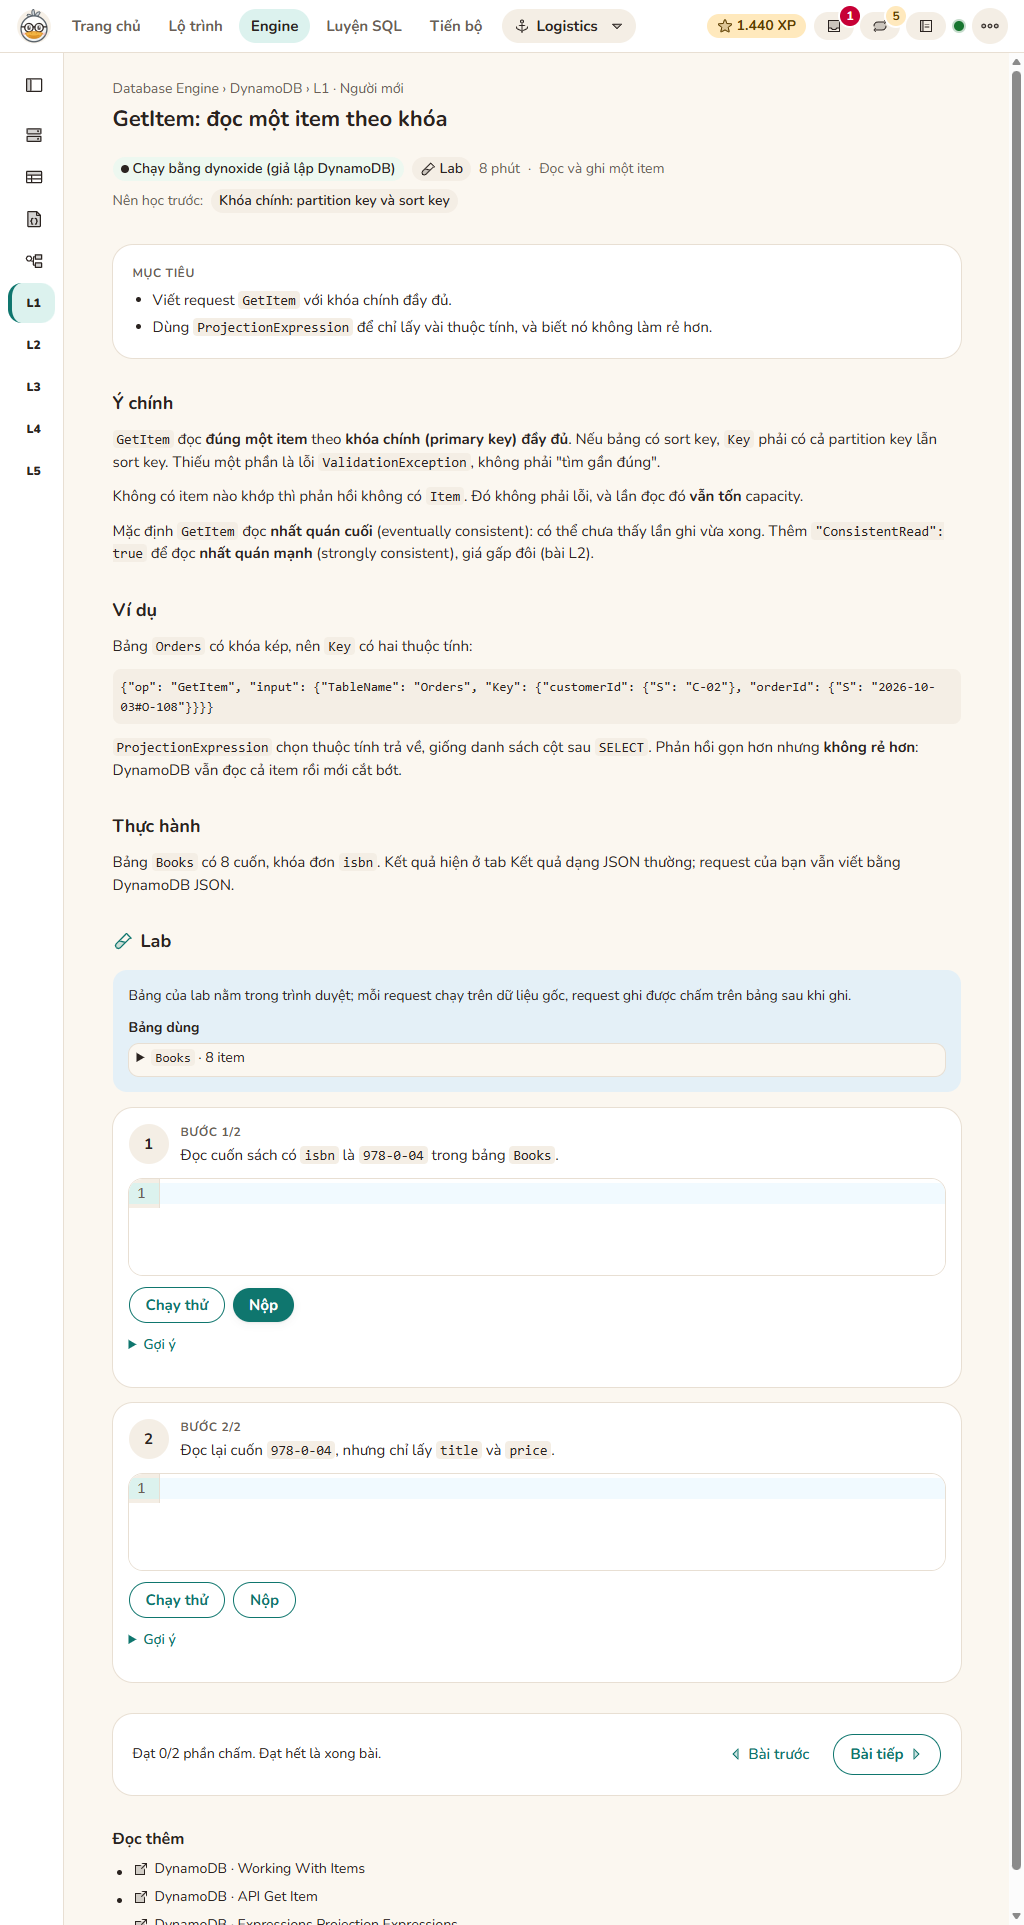 Trang chủ Lộ trình Engine Luyện SQL Tiến bộ Logistics 1.440 XP 1 5
Database Engine › DynamoDB › L1 · Người mới
GetItem: đọc một item theo khóa
Chạy bằng dynoxide (giả lập DynamoDB) Lab 8 phút · Đọc và ghi một item
Nên học trước: Khóa chính: partition key và sort key
L1
L2
L3
L4
L5
MỤC TIÊU
• Viết request GetItem với khóa chính đầy đủ.
• Dùng ProjectionExpression để chỉ lấy vài thuộc tính, và biết nó không làm rẻ hơn.
Ý chính
GetItem đọc đúng một item theo khóa chính (primary key) đầy đủ. Nếu bảng có sort key, Key phải có cả partition key lẫn
sort key. Thiếu một phần là lỗi ValidationException, không phải "tìm gần đúng".
Không có item nào khớp thì phản hồi không có Item. Đó không phải lỗi, và lần đọc đó vẫn tốn capacity.
Mặc định GetItem đọc nhất quán cuối (eventually consistent): có thể chưa thấy lần ghi vừa xong. Thêm "ConsistentRead":
true để đọc nhất quán mạnh (strongly consistent), giá gấp đôi (bài L2).
Ví dụ
Bảng Orders có khóa kép, nên Key có hai thuộc tính:
{"op": "GetItem", "input": {"TableName": "Orders", "Key": {"customerId": {"S": "C-02"}, "orderId": {"S": "2026-10-
03#O-108"}}}}
ProjectionExpression chọn thuộc tính trả về, giống danh sách cột sau SELECT. Phản hồi gọn hơn nhưng không rẻ hơn:
DynamoDB vẫn đọc cả item rồi mới cắt bớt.
Thực hành
Bảng Books có 8 cuốn, khóa đơn isbn. Kết quả hiện ở tab Kết quả dạng JSON thường; request của bạn vẫn viết bằng
DynamoDB JSON.
Lab
Bảng của lab nằm trong trình duyệt; mỗi request chạy trên dữ liệu gốc, request ghi được chấm trên bảng sau khi ghi.
Bảng dùng
Books · 8 item
1
BƯỚC 1/2
Đọc cuốn sách có isbn là 978-0-04 trong bảng Books.
1
Chạy thử Nộp
Gợi ý
2
BƯỚC 2/2
Đọc lại cuốn 978-0-04, nhưng chỉ lấy title và price.
1
Chạy thử Nộp
Gợi ý
Đạt 0/2 phần chấm. Đạt hết là xong bài. Bài trước Bài tiếp
Đọc thêm
• DynamoDB · Working With Items
• DynamoDB · API Get Item
DynamoDB · Expressions Projection Expressions